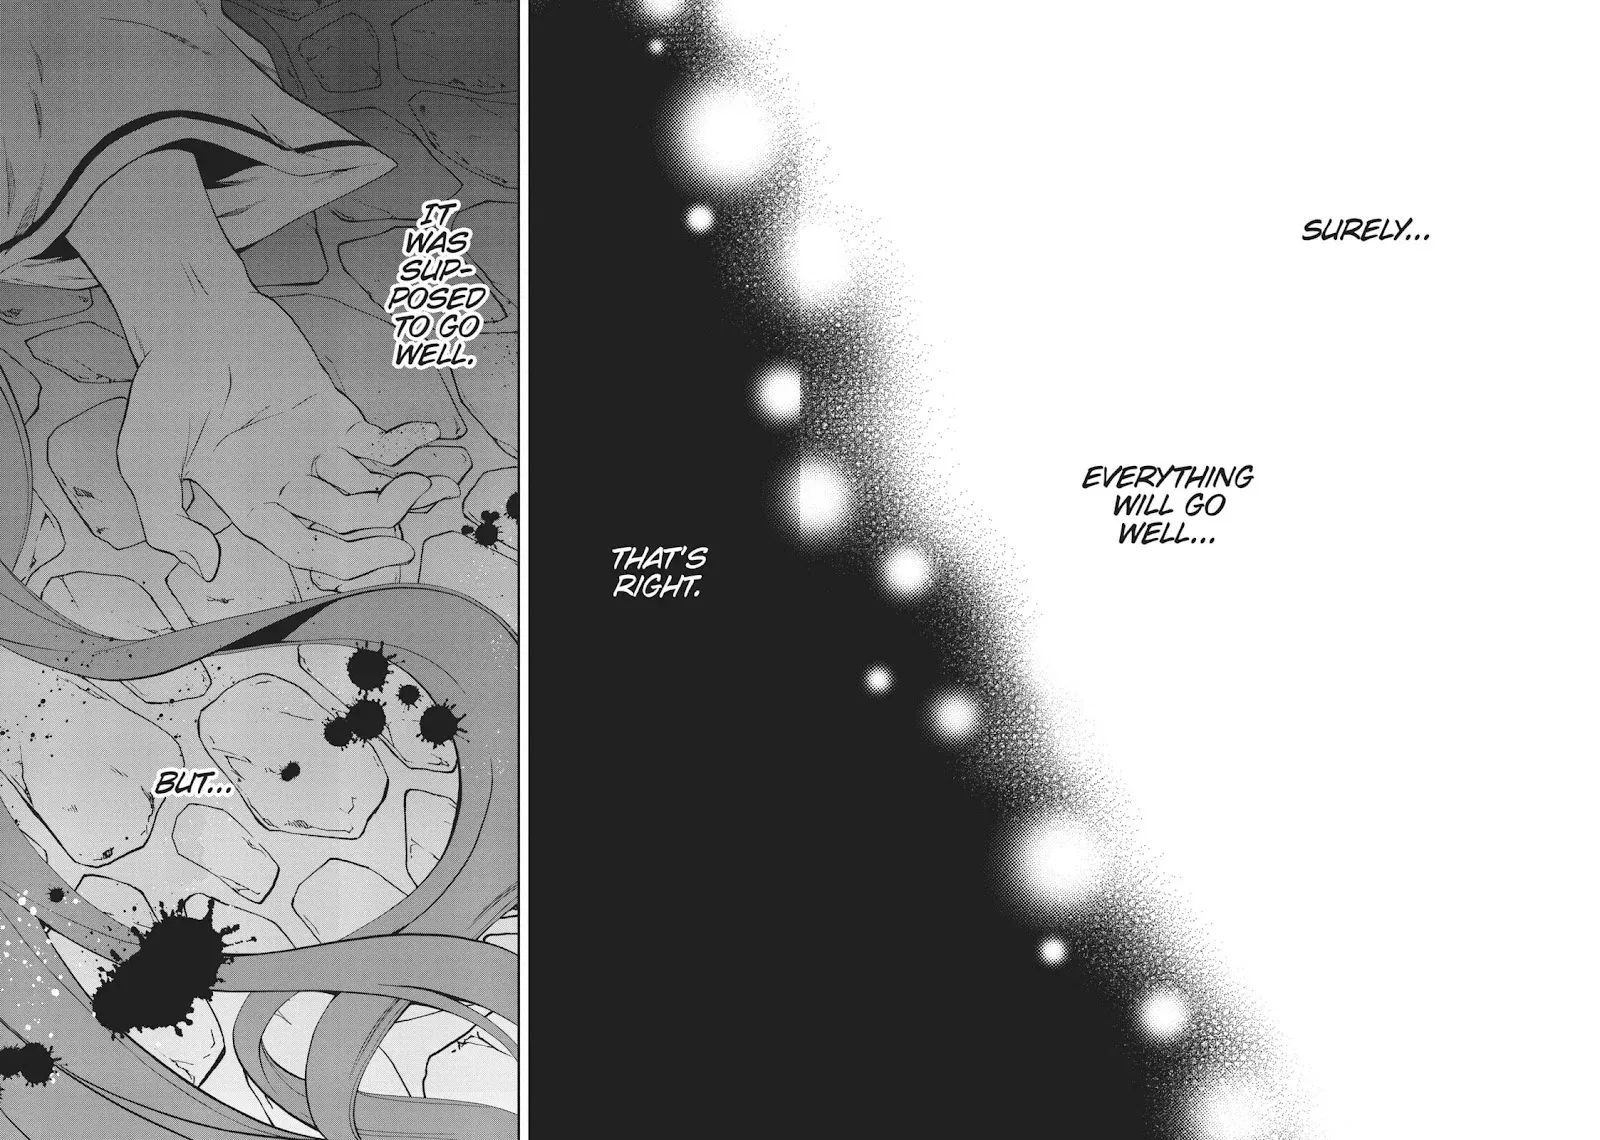 SURELY...
EVERYTHING
WILL GO
WELL...
THAT'S
RIGHT.
IT
WAS
SUP-
POSED
TO GO
WELL.
BUT...